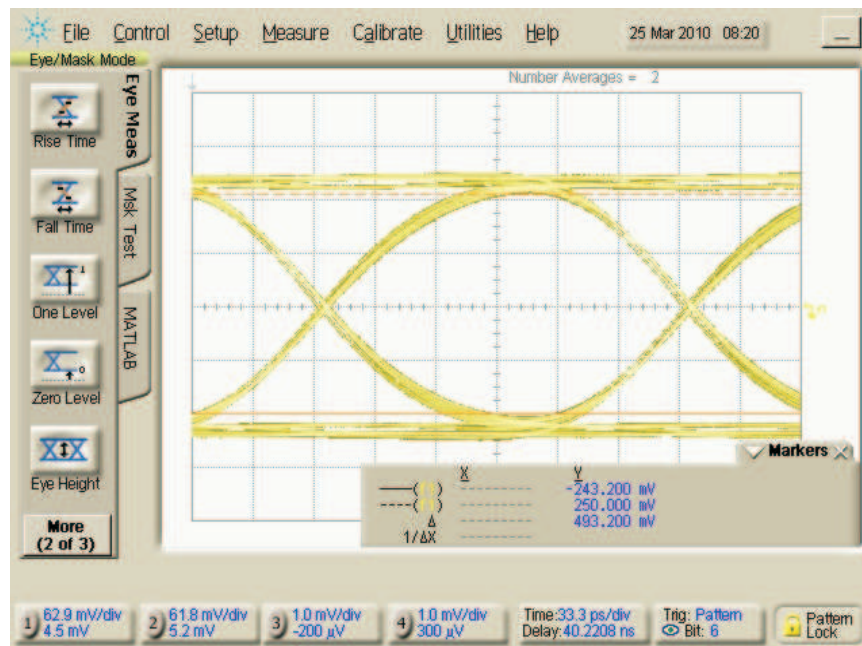 File Control Setup Measure Calibrate Utilities Help 25 Mar 2010 08:20
Eye/Mask Mode
Number Averages = 2
Eye Meas
Rise Time
Msk Test
Fall Time
One Level
MATLAB
Zero Level
Eye Height
More
(2 of 3)
Markers
X Y
-243.200 mV
250.000 mV
Δ 493.200 mV
1/ΔX
1) 62.9 mV/div 2) 61.8 mV/div 3) 1.0 mV/div 4) 1.0 mV/div Time:33.3 ps/div Trig: Pattern Pattern
4.5 mV 5.2 mV -200 μV 300 μV Delay:40.2208 ns Bit: 6 Lock